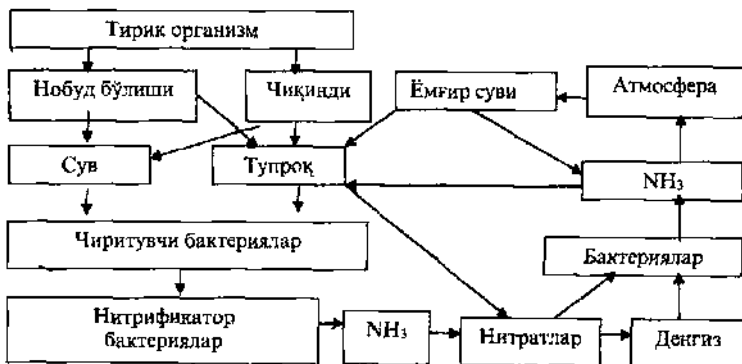 Тирик организм
Нобуд бўлиши
Чиқинди
Ёмғир суви
Атмосфера
Сув
Тупроқ
NH₃
Чиритувчи бактериялар
Бактериялар
Нитрификатор
бактериялар
NH₃
Нитратлар
Денгиз